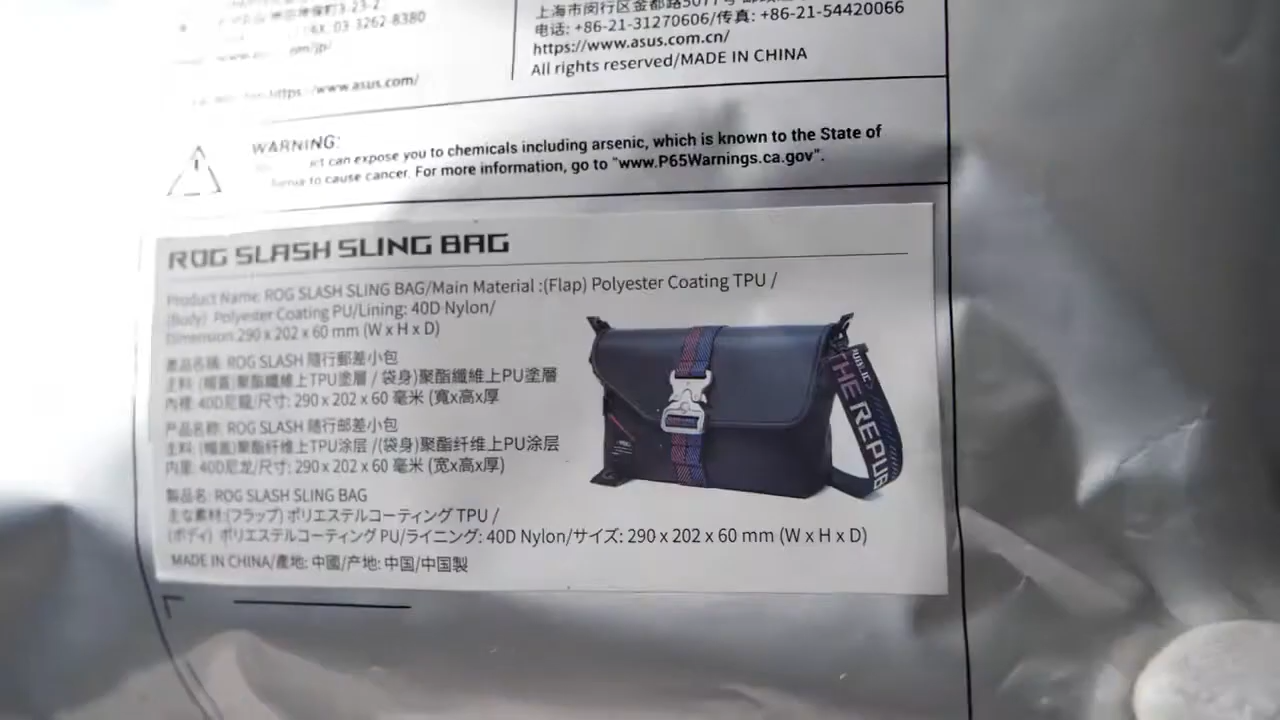 FAX. 03 3262-8380
上海市闵行区金都路5077号
电话: +86-21-31270606/传真: +86-21-54420066
https://www.asus.com.cn/
All rights reserved/MADE IN CHINA
https://www.asus.com/
WARNING:
can expose you to chemicals including arsenic, which is known to the State of
to cause cancer. For more information, go to "www.P65Warnings.ca.gov".
ROG SLASH SLING BAG
Product Name: ROG SLASH SLING BAG/Main Material :(Flap) Polyester Coating TPU /
(Body) Polyester Coating PU/Lining: 40D Nylon/
Dimension:290 x 202 x 60 mm (W x H x D)
產品名稱: ROG SLASH 隨行郵差小包
主料: (帽蓋)聚酯纖維上TPU塗層 / (袋身)聚酯纖維上PU塗層
內裡: 40D尼龍/尺寸: 290 x 202 x 60 毫米 (寬x高x厚
产品名称: ROG SLASH 随行邮差小包
主料: (帽蓋)聚酯纤维上TPU涂层 /(袋身)聚酯纤维上PU涂层
内里: 40D尼龙/尺寸: 290 x 202 x 60 毫米 (宽x高x厚)
製品名: ROG SLASH SLING BAG
主な素材:(フラップ) ポリエステルコーティング TPU /
(ボディ) ポリエステルコーティング PU/ライニング: 40D Nylon/サイズ: 290 x 202 x 60 mm (W x H x D)
MADE IN CHINA/產地: 中國/产地: 中国/中国製
PUBLIC>
THE REPUB